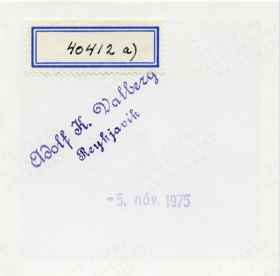 40412 a)
Adolf K. Valberg
Reykjavík
-5. nóv. 1975